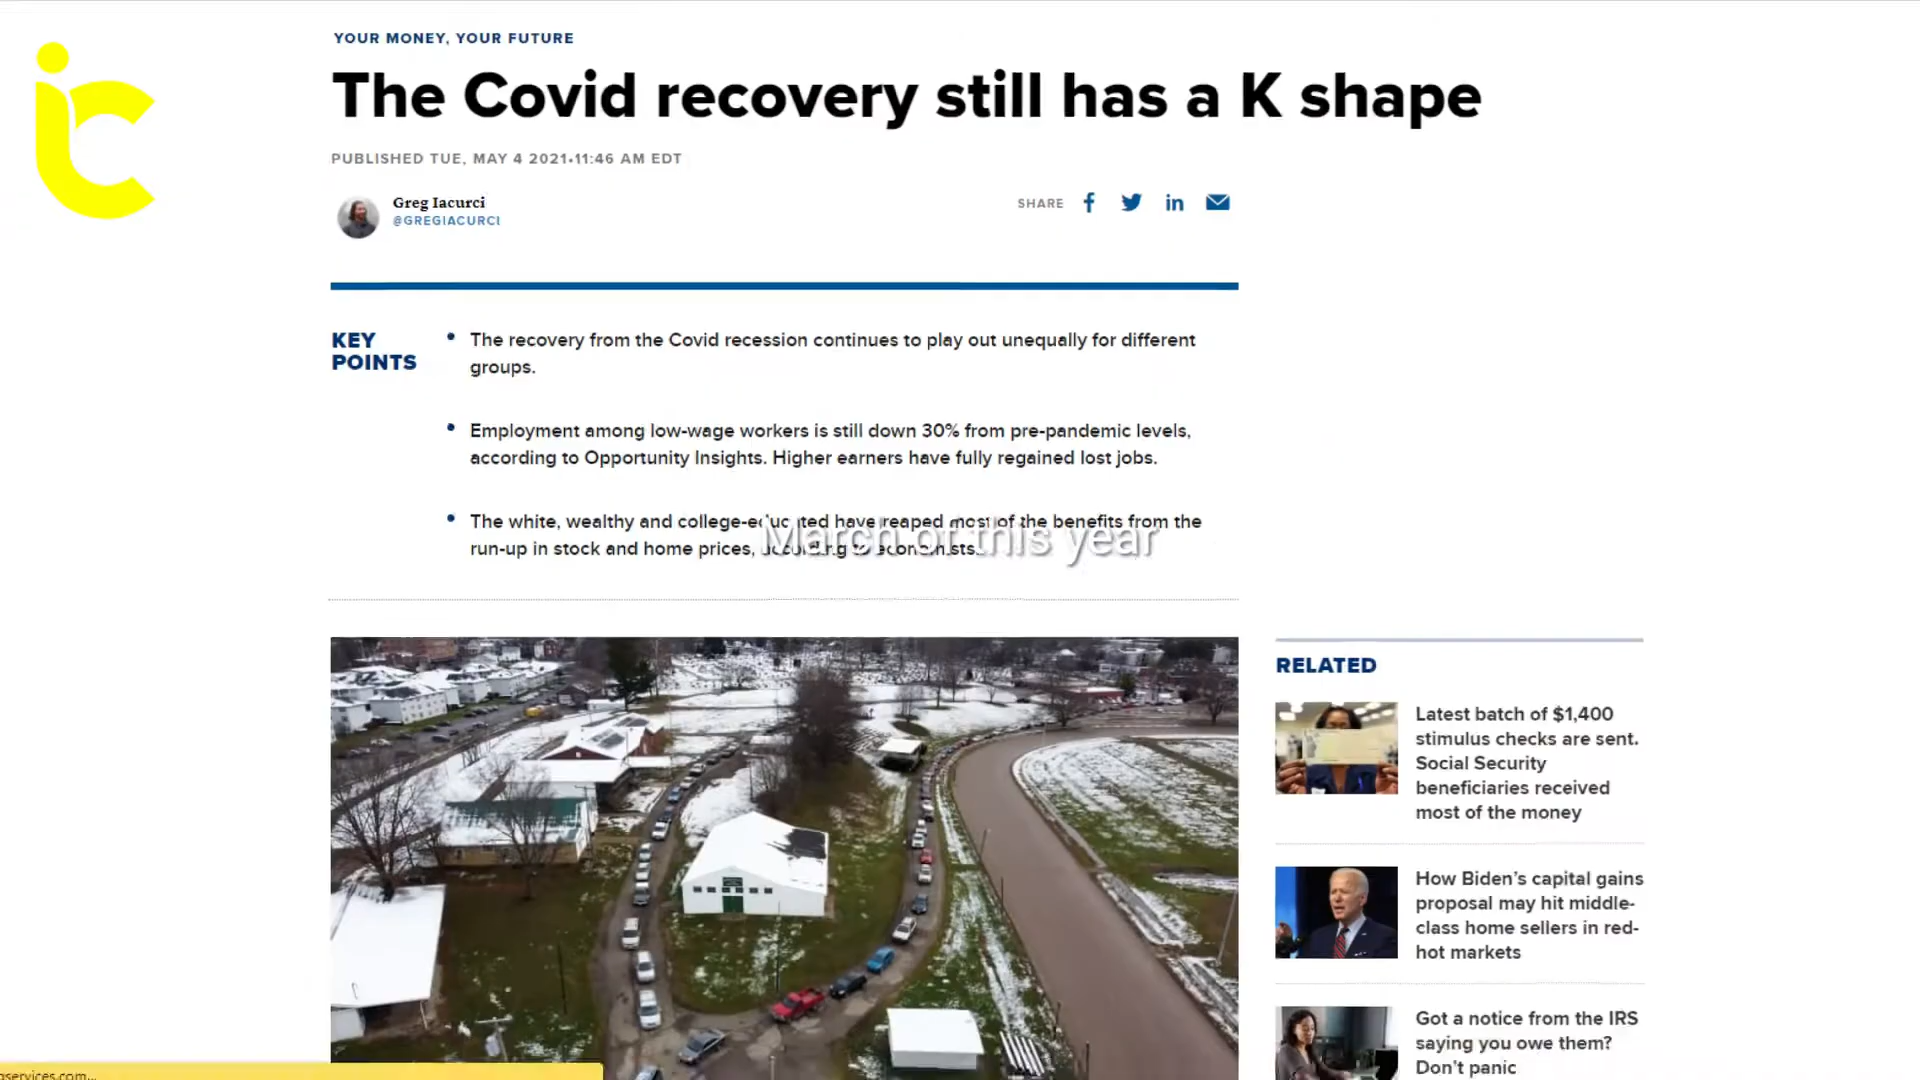 YOUR MONEY, YOUR FUTURE
The Covid recovery still has a K shape
PUBLISHED TUE, MAY 4 2021•11:46 AM EDT
Greg Iacurci
@GREGIACURCI
SHARE
KEY
POINTS
• The recovery from the Covid recession continues to play out unequally for different
groups.
• Employment among low-wage workers is still down 30% from pre-pandemic levels,
according to Opportunity Insights. Higher earners have fully regained lost jobs.
• The white, wealthy and college-educated have reaped most of the benefits from the
run-up in stock and home prices, according to economists.
March of this year
RELATED
Latest batch of $1,400
stimulus checks are sent.
Social Security
beneficiaries received
most of the money
How Biden's capital gains
proposal may hit middle-
class home sellers in red-
hot markets
Got a notice from the IRS
saying you owe them?
Don't panic
ic